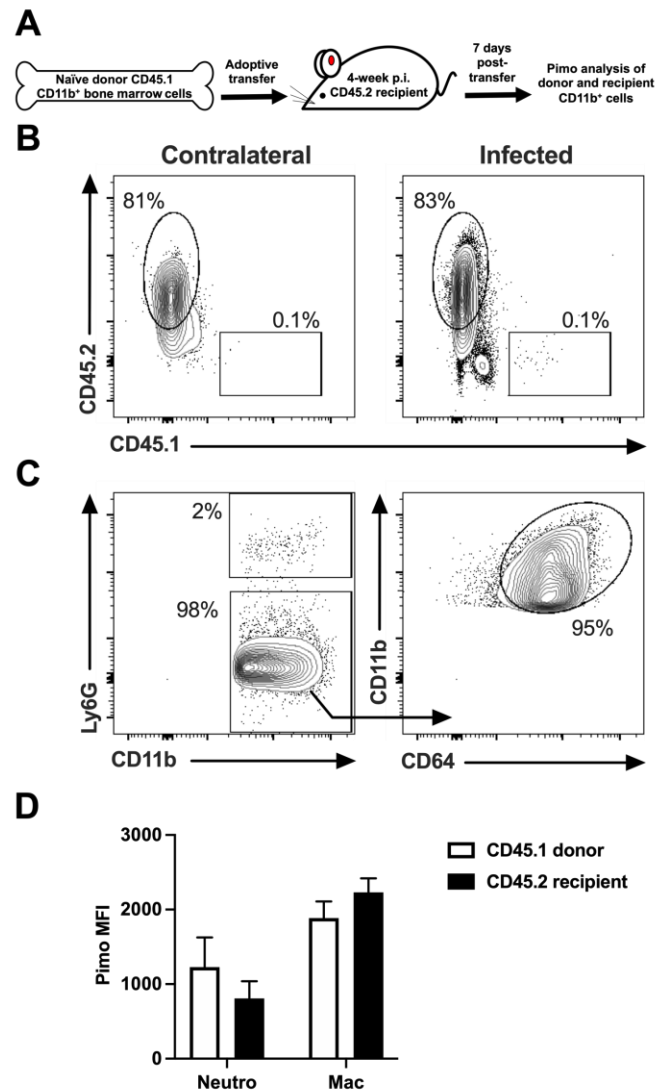 A
Naïve donor CD45.1
CD11b+ bone marrow cells
Adoptive
transfer
4-week p.i.
CD45.2 recipient
7 days
post-
transfer
Pimo analysis of
donor and recipient
CD11b+ cells
B
Contralateral
Infected
81%
0.1%
83%
0.1%
CD45.2
CD45.1
C
2%
98%
Ly6G
CD11b
CD11b
95%
CD64
D
3000
2000
1000
0
Pimo MFI
Neutro
Mac
CD45.1 donor
CD45.2 recipient